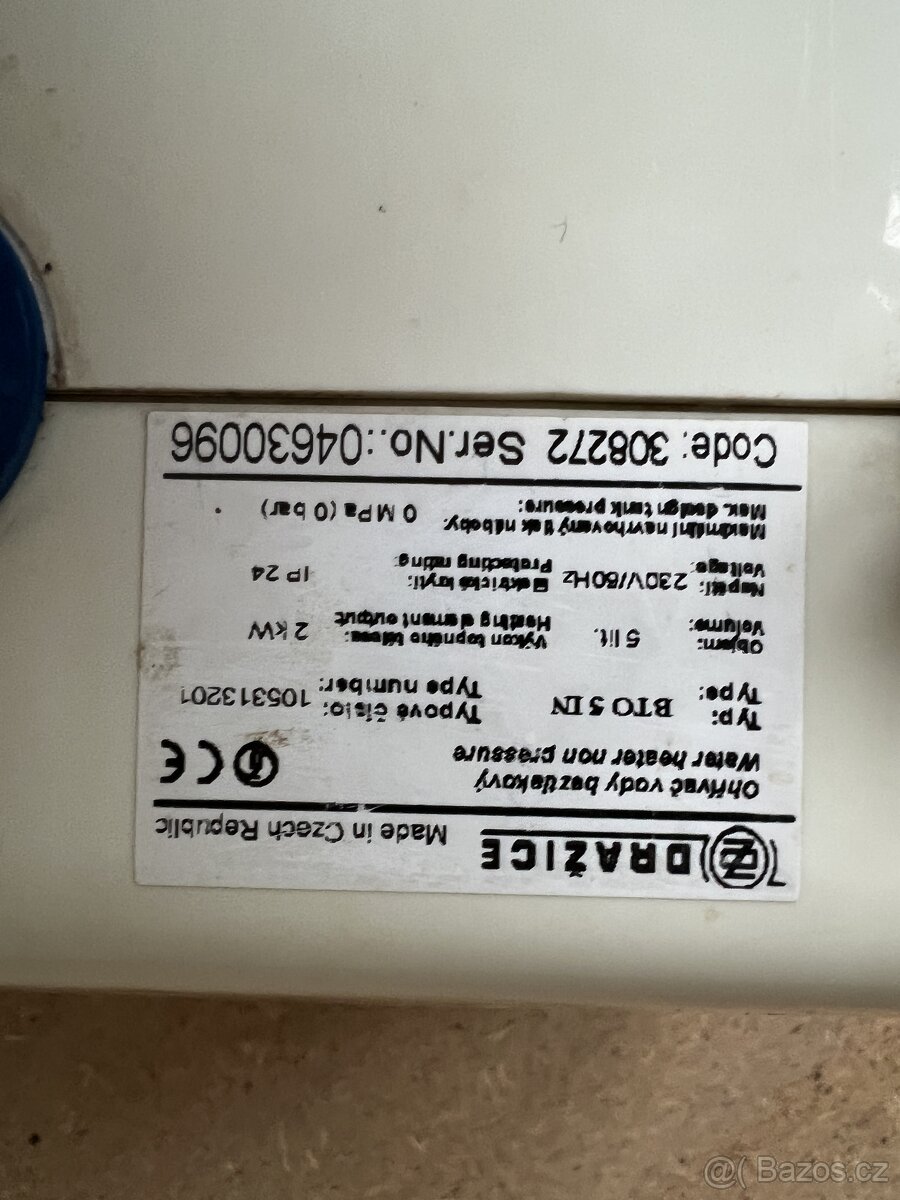 DRAŽICE Made in Czech Republic
Ohřívač vody beztlakový
Water heater non pressure
Typ: Typové číslo:
Type: BTO 5 IN Type number: 105313201
Objem: Výkon topného tělesa:
Volume: 5 lit. Heating element output: 2 kW
Napětí: Elektrické krytí:
Voltage: 230V/50Hz Protecting rating: IP 24
Maximální navrhovaný tlak nádoby:
Max. design tank pressure: 0 MPa (0 bar)
Code: 308272 Ser.No.:04630096
@( Bazos.cz